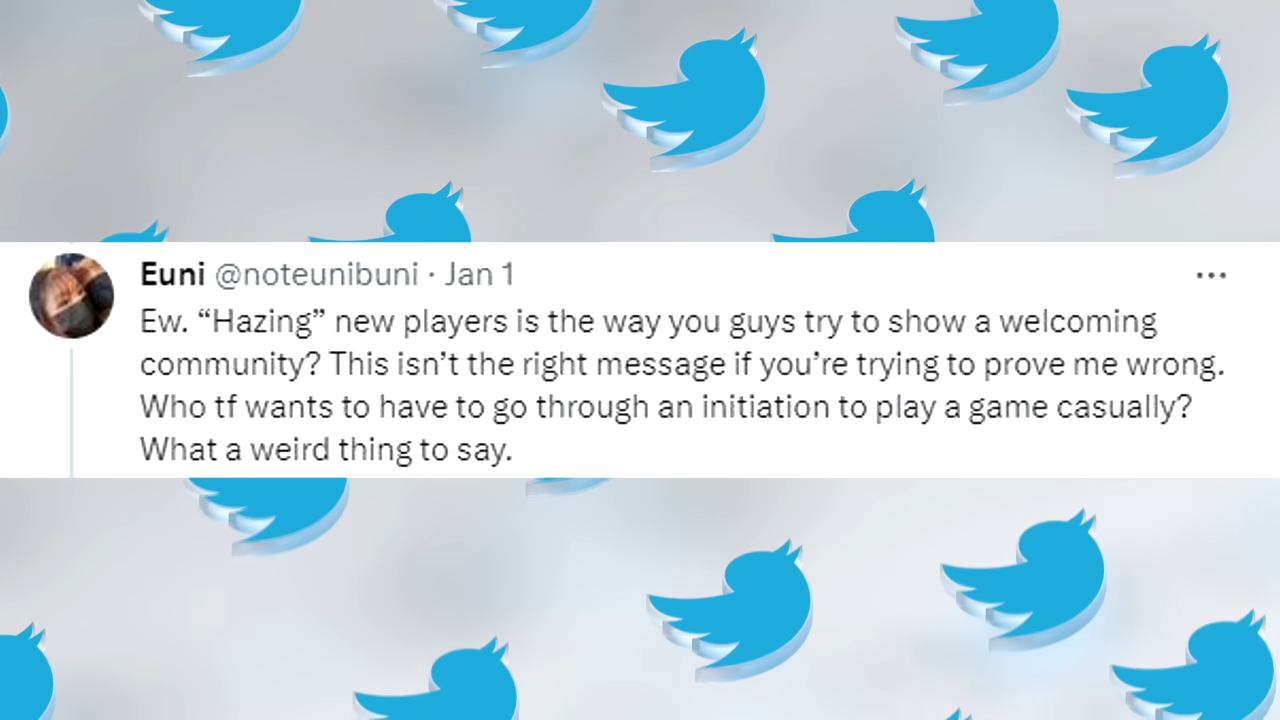 Euni @noteunibuni · Jan 1
Ew. “Hazing” new players is the way you guys try to show a welcoming
community? This isn’t the right message if you’re trying to prove me wrong.
Who tf wants to have to go through an initiation to play a game casually?
What a weird thing to say.